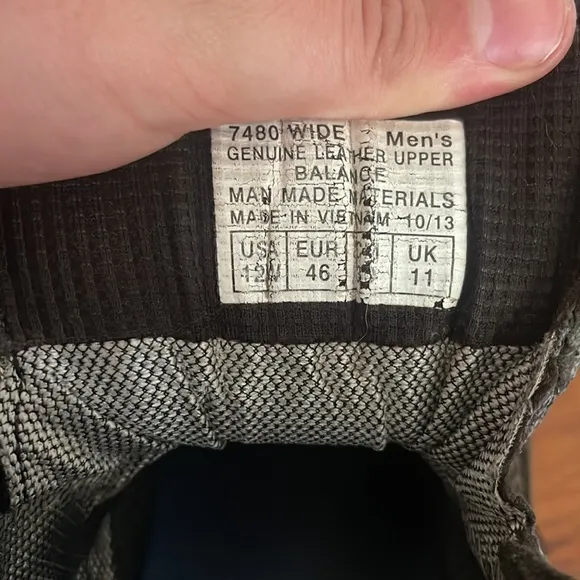 7480 WIDE Men's
GENUINE LEATHER UPPER
BALANCE
MAN MADE MATERIALS
MADE IN VIETNAM 10/13
USA EUR UK
12W 46 11